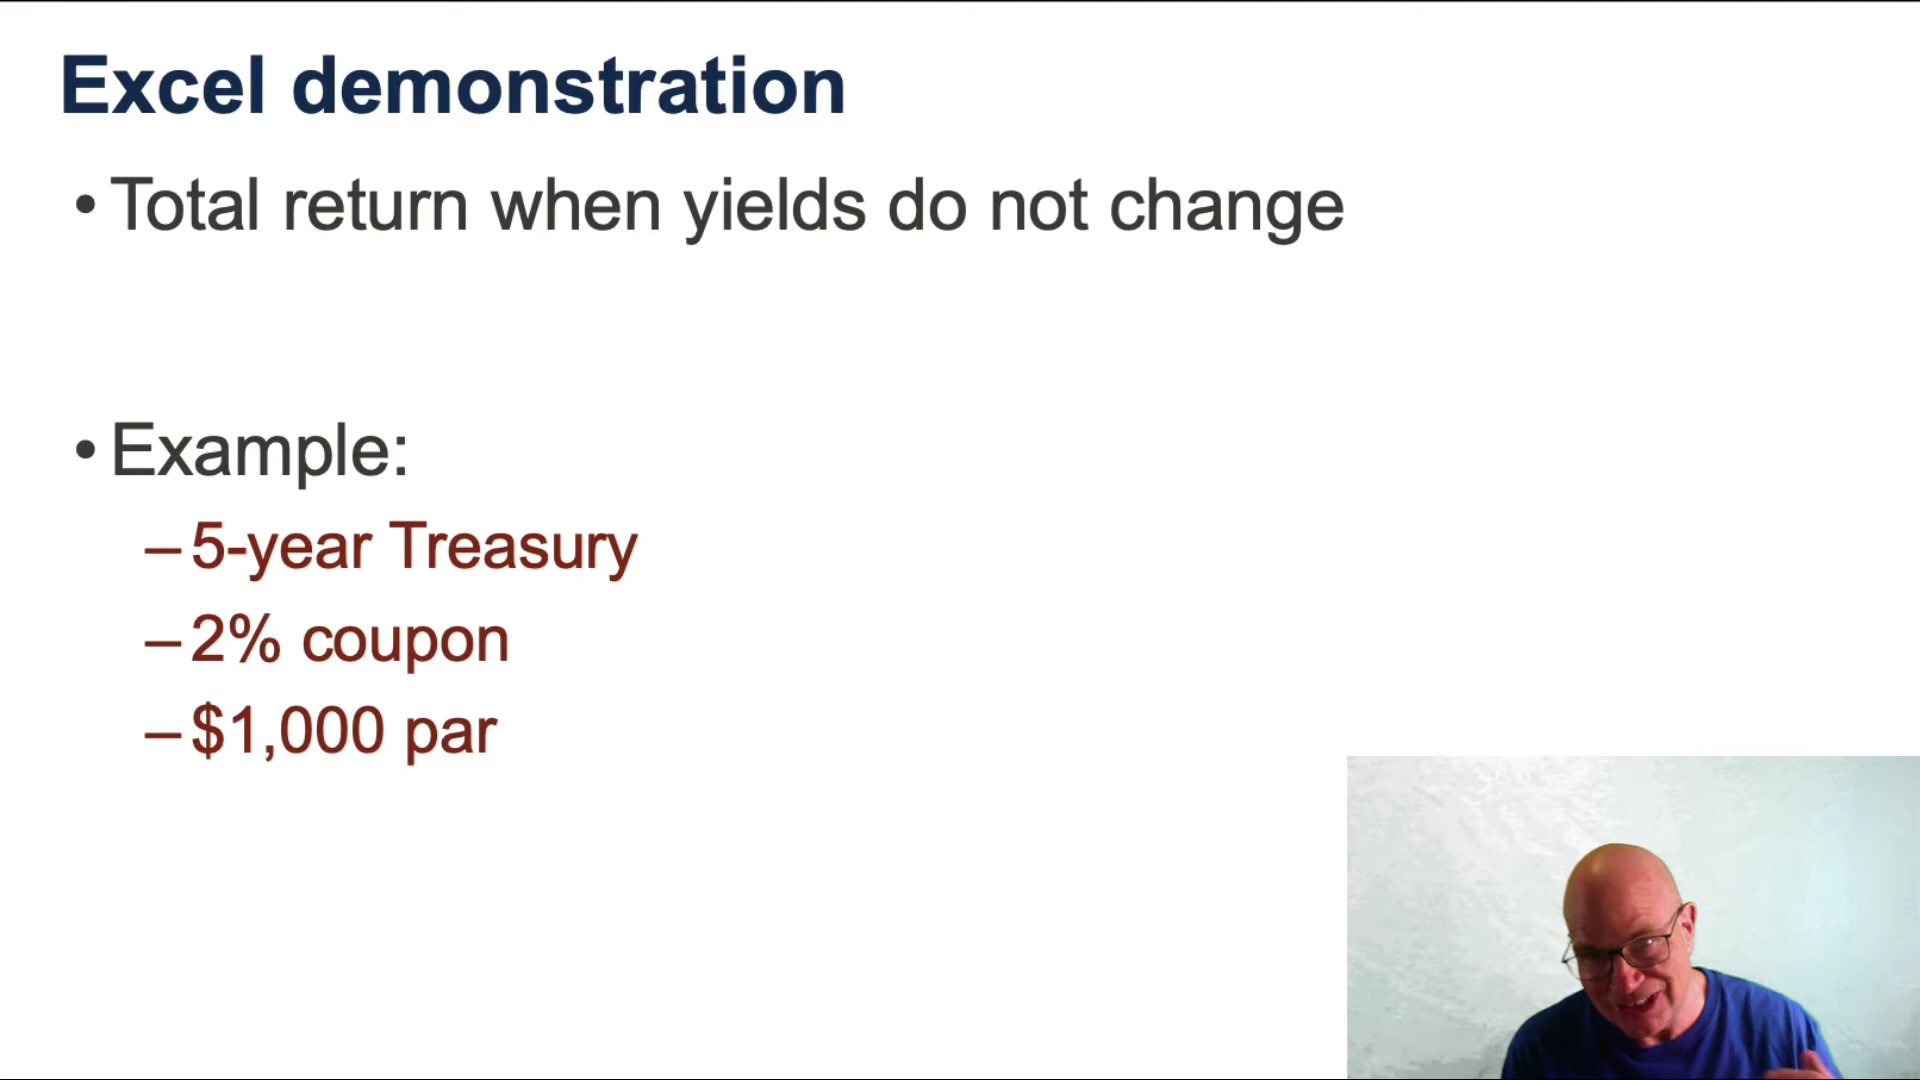 Excel demonstration
• Total return when yields do not change
• Example:
– 5-year Treasury
– 2% coupon
– $1,000 par